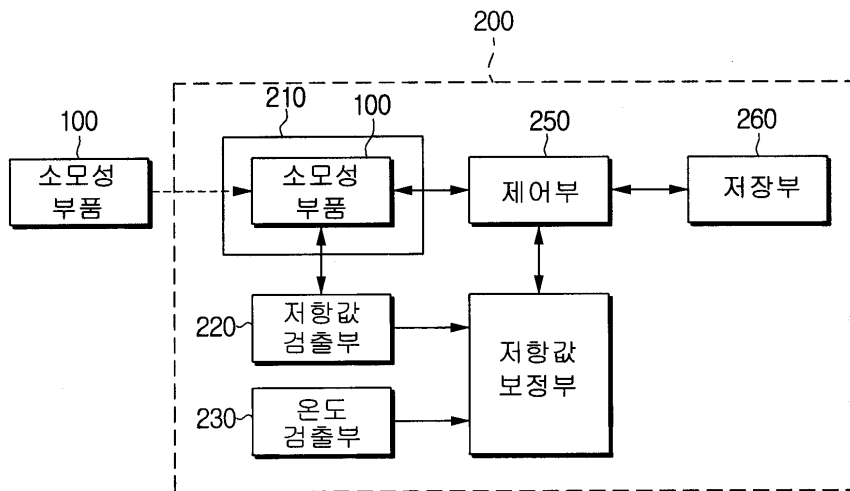 200
210
100
100
250
260
소모성
부품
소모성
부품
제어부
저장부
220
저항값
검출부
저항값
보정부
230
온도
검출부